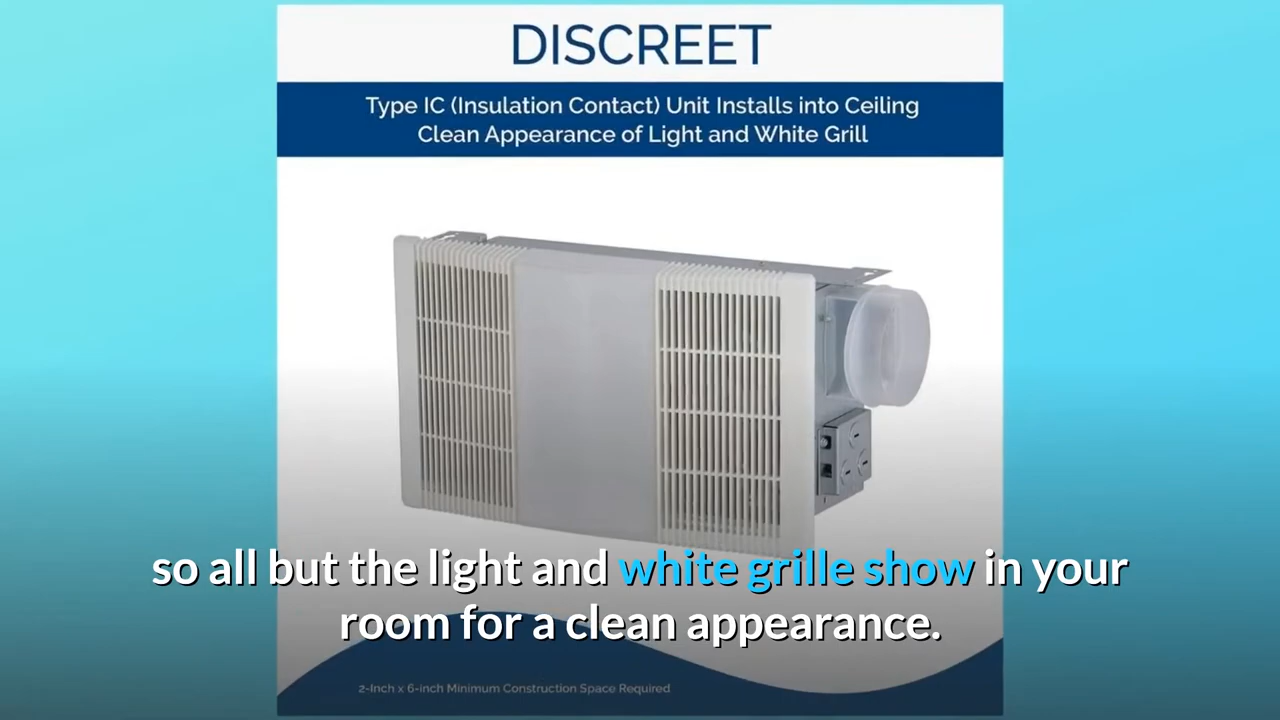 DISCREET
Type IC (Insulation Contact) Unit Installs into Ceiling
Clean Appearance of Light and White Grill
so all but the light and white grille show in your
room for a clean appearance.
2-Inch x 6-inch Minimum Construction Space Required